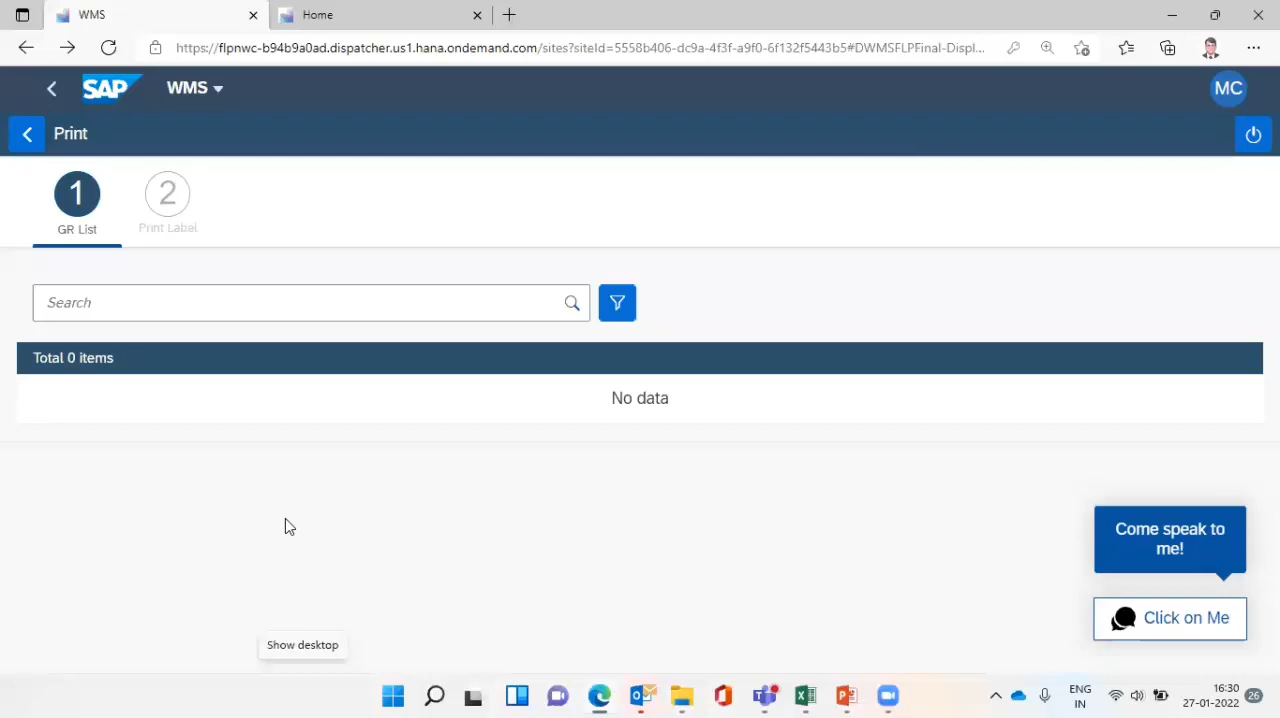 WMS
Home
https://flpnwc-b94b9a0ad.dispatcher.us1.hana.ondemand.com/sites?siteId=5558b406-dc9a-4f3f-a9f0-6f132f5443b5#DWMSFLPFinal-Displ...
SAP
WMS
MC
Print
1
2
GR List
Print Label
Search
Total 0 items
No data
Come speak to
me!
Click on Me
Show desktop
ENG
IN
16:30
27-01-2022
26